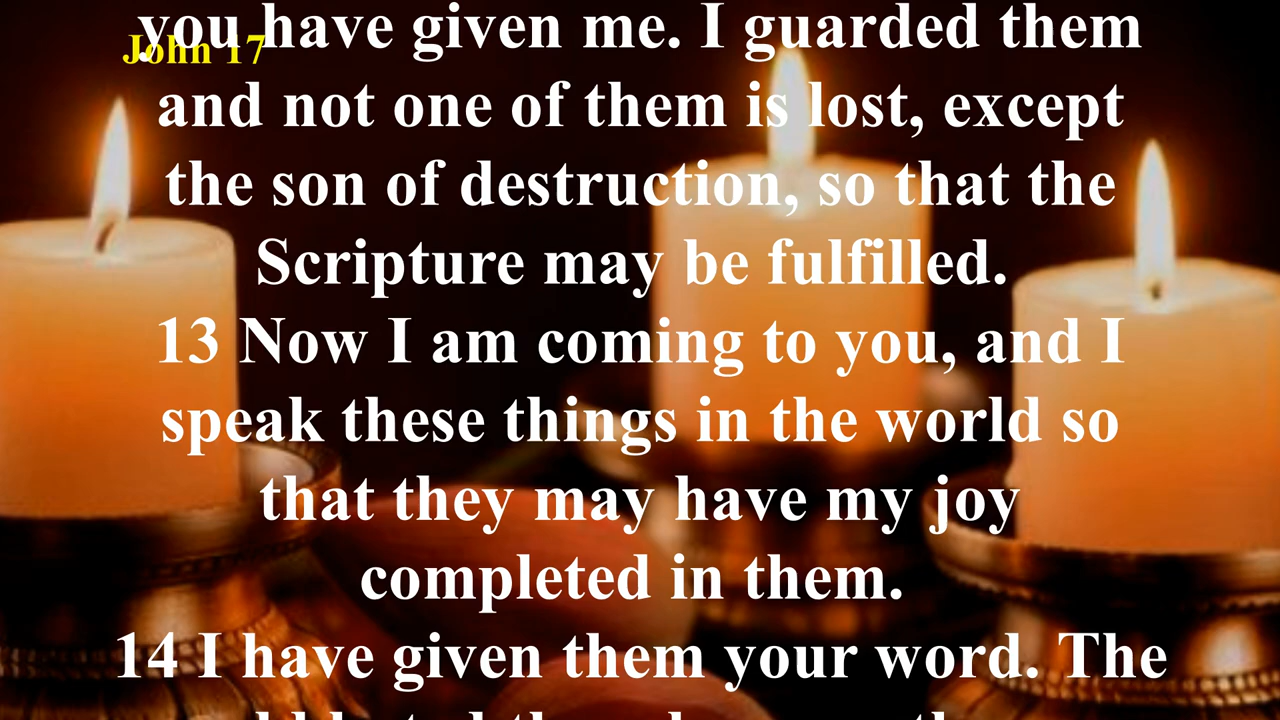 you have given me. I guarded them
John 17
and not one of them is lost, except
the son of destruction, so that the
Scripture may be fulfilled.
13 Now I am coming to you, and I
speak these things in the world so
that they may have my joy
completed in them.
14 I have given them your word. The